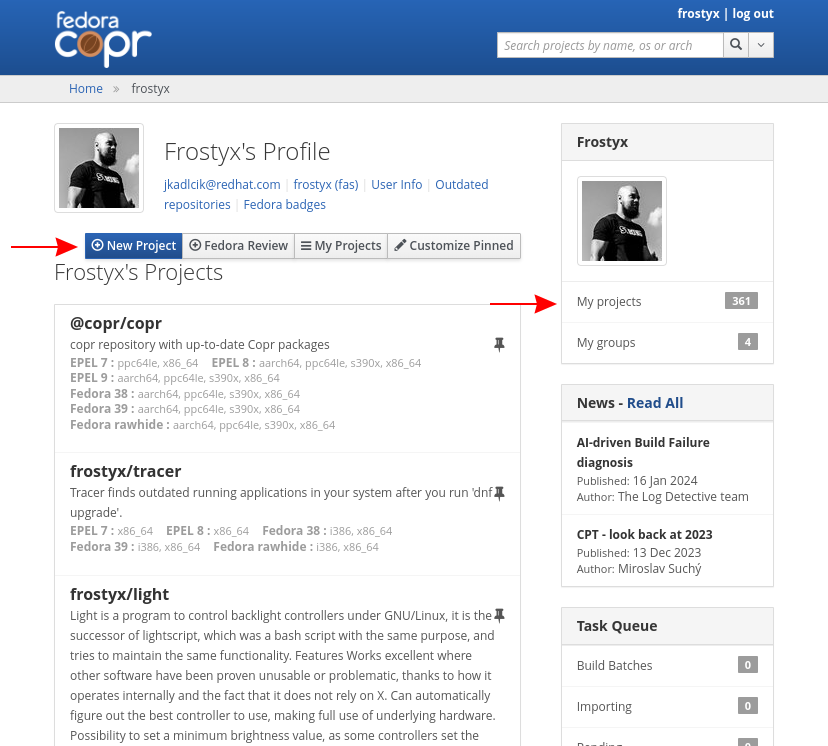 frostyx | log out
fedora
copr
Search projects by name, os or arch
Home » frostyx
Frostyx's Profile
jkadlcik@redhat.com | frostyx (fas) | User Info | Outdated
repositories | Fedora badges
New Project Fedora Review My Projects Customize Pinned
Frostyx's Projects
@copr/copr
copr repository with up-to-date Copr packages
EPEL 7 : ppc64le, x86_64 EPEL 8 : aarch64, ppc64le, s390x, x86_64
EPEL 9 : aarch64, ppc64le, s390x, x86_64
Fedora 38 : aarch64, ppc64le, s390x, x86_64
Fedora 39 : aarch64, ppc64le, s390x, x86_64
Fedora rawhide : aarch64, ppc64le, s390x, x86_64
frostyx/tracer
Tracer finds outdated running applications in your system after you run 'dnf
upgrade'.
EPEL 7 : x86_64 EPEL 8 : x86_64 Fedora 38 : i386, x86_64
Fedora 39 : i386, x86_64 Fedora rawhide : i386, x86_64
frostyx/light
Light is a program to control backlight controllers under GNU/Linux, it is the
successor of lightscript, which was a bash script with the same purpose, and
tries to maintain the same functionality. Features Works excellent where
other software have been proven unusable or problematic, thanks to how it
operates internally and the fact that it does not rely on X. Can automatically
figure out the best controller to use, making full use of underlying hardware.
Possibility to set a minimum brightness value, as some controllers set the
Frostyx
My projects 361
My groups 4
News - Read All
AI-driven Build Failure
diagnosis
Published: 16 Jan 2024
Author: The Log Detective team
CPT - look back at 2023
Published: 13 Dec 2023
Author: Miroslav Suchý
Task Queue
Build Batches 0
Importing 0